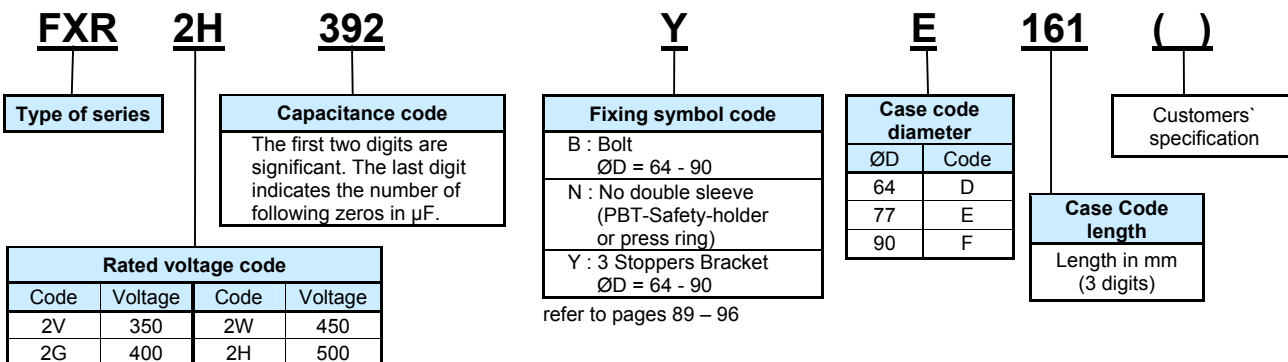 FXR 2H 392 Y E 161 ( )
Type of series
Capacitance code
The first two digits are
significant. The last digit
indicates the number of
following zeros in µF.
Rated voltage code
Code Voltage Code Voltage
2V 350 2W 450
2G 400 2H 500
Fixing symbol code
B : Bolt
ØD = 64 - 90
N : No double sleeve
(PBT-Safety-holder
or press ring)
Y : 3 Stoppers Bracket
ØD = 64 - 90
refer to pages 89 – 96
Case code
diameter
ØD Code
64 D
77 E
90 F
Case Code
length
Length in mm
(3 digits)
Customers`
specification